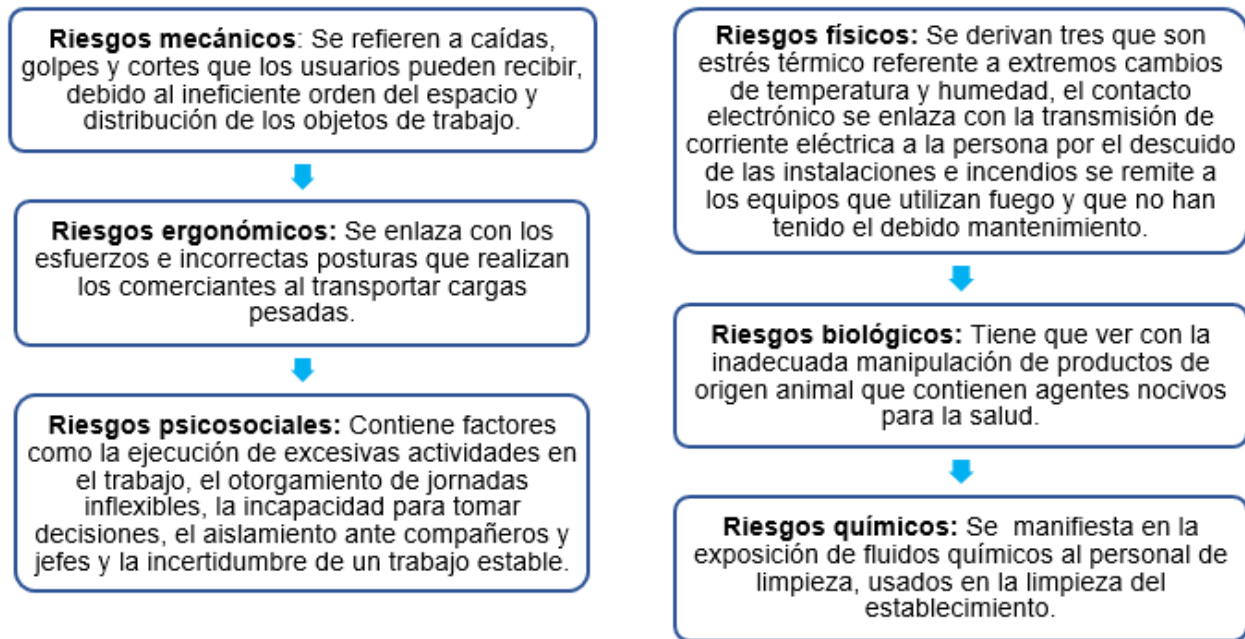 Riesgos mecánicos: Se refieren a caídas,
golpes y cortes que los usuarios pueden recibir,
debido al ineficiente orden del espacio y
distribución de los objetos de trabajo.
Riesgos ergonómicos: Se enlaza con los
esfuerzos e incorrectas posturas que realizan
los comerciantes al transportar cargas
pesadas.
Riesgos psicosociales: Contiene factores
como la ejecución de excesivas actividades en
el trabajo, el otorgamiento de jornadas
inflexibles, la incapacidad para tomar
decisiones, el aislamiento ante compañeros y
jefes y la incertidumbre de un trabajo estable.
Riesgos físicos: Se derivan tres que son
estrés térmico referente a extremos cambios
de temperatura y humedad, el contacto
electrónico se enlaza con la transmisión de
corriente eléctrica a la persona por el descuido
de las instalaciones e incendios se remite a
los equipos que utilizan fuego y que no han
tenido el debido mantenimiento.
Riesgos biológicos: Tiene que ver con la
inadecuada manipulación de productos de
origen animal que contienen agentes nocivos
para la salud.
Riesgos químicos: Se manifiesta en la
exposición de fluidos químicos al personal de
limpieza, usados en la limpieza del
establecimiento.